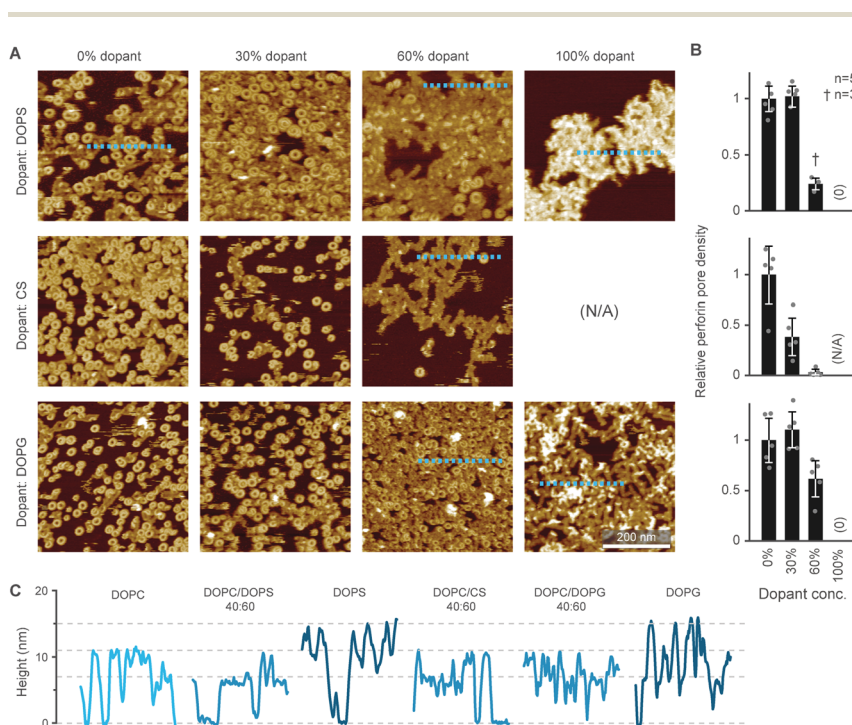 A
0% dopant
30% dopant
60% dopant
100% dopant
B
Dopant: DOPS
Dopant: CS
(N/A)
Dopant: DOPG
200 nm
n=5
† n=3
1
0.5
0
†
(0)
1
0.5
0
(N/A)
1
0.5
0
(0)
Relative perforin pore density
0%
30%
60%
100%
Dopant conc.
C
Height (nm)
20
10
0
DOPC
DOPC/DOPS
40:60
DOPS
DOPC/CS
40:60
DOPC/DOPG
40:60
DOPG